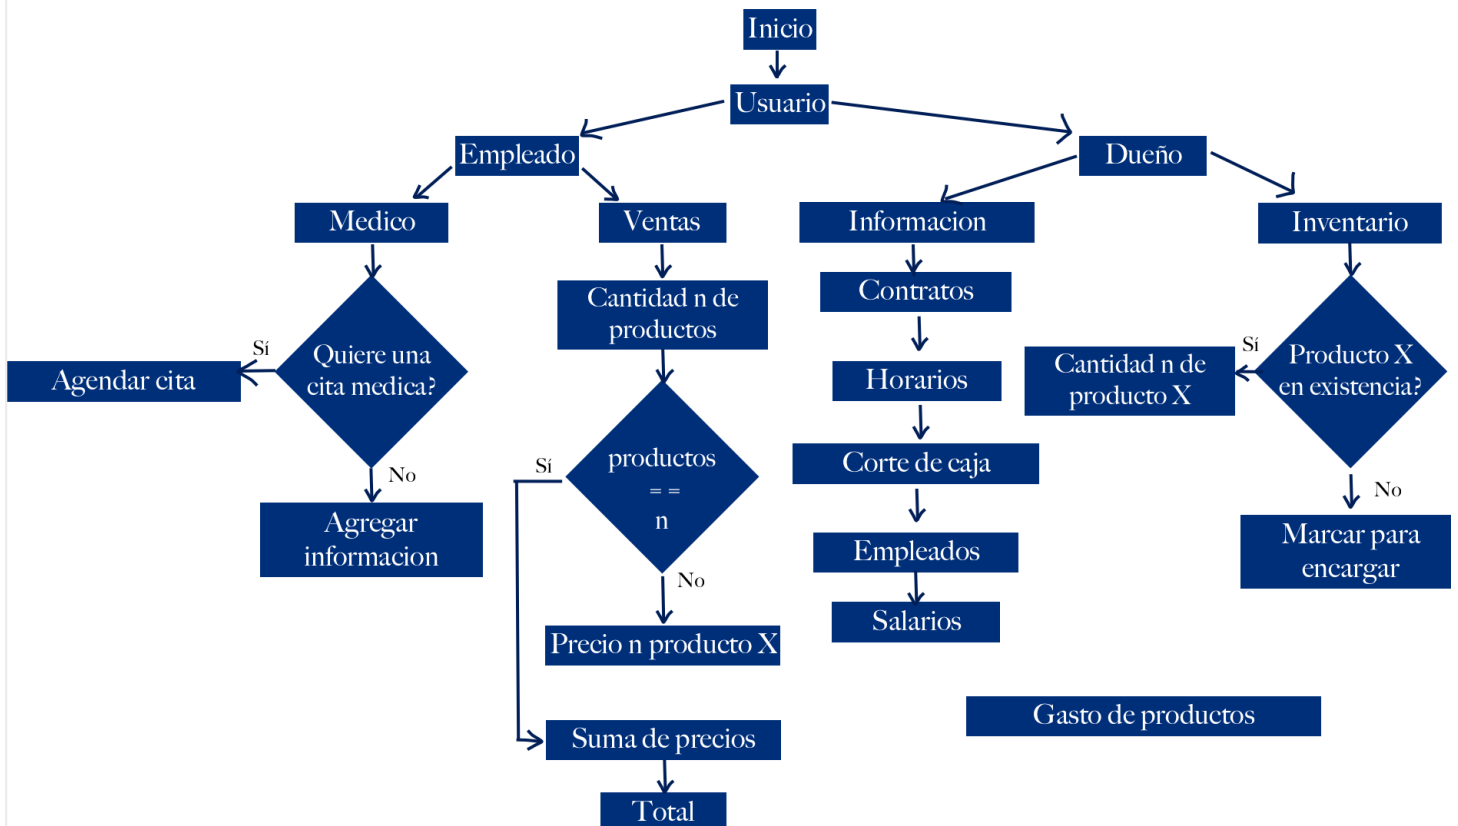 Inicio
Usuario
Empleado
Dueño
Medico
Ventas
Informacion
Inventario
Cantidad n de
productos
Contratos
Quiere una
cita medica?
Sí
Agendar cita
No
Agregar
informacion
productos
==
n
Sí
No
Precio n producto X
Suma de precios
Total
Horarios
Corte de caja
Empleados
Salarios
Producto X
en existencia?
Sí
Cantidad n de
producto X
No
Marcar para
encargar
Gasto de productos